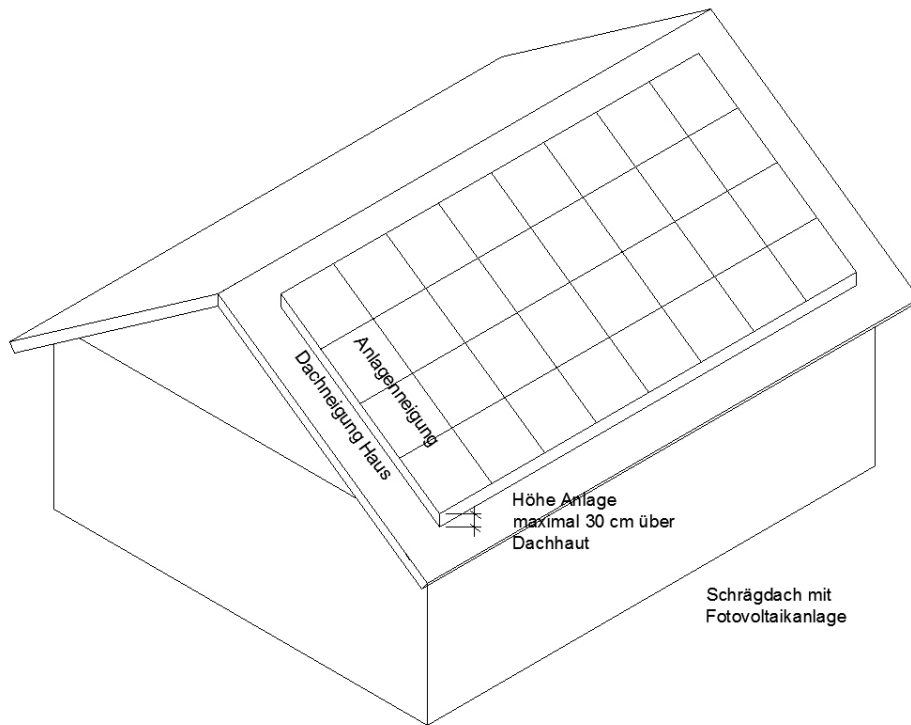 Anlagenneigung
Dachneigung Haus
Höhe Anlage
maximal 30 cm über
Dachhaut
Schrägdach mit
Fotovoltaikanlage